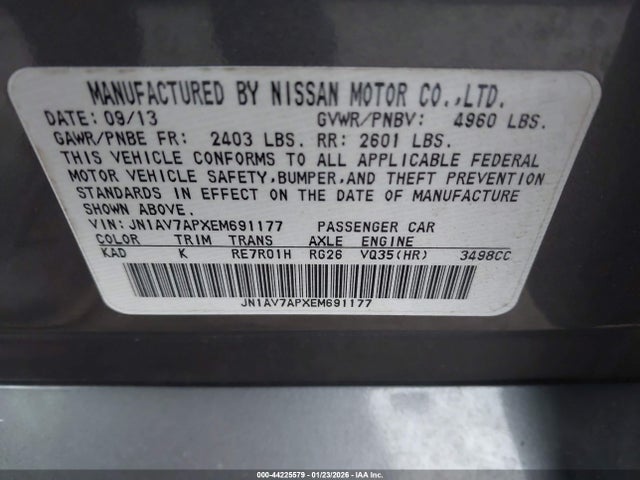 MANUFACTURED BY NISSAN MOTOR CO.,LTD.
DATE: 09/13 GVWR/PNBV: 4960 LBS.
GAWR/PNBE FR: 2403 LBS. RR: 2601 LBS.
THIS VEHICLE CONFORMS TO ALL APPLICABLE FEDERAL
MOTOR VEHICLE SAFETY,BUMPER,AND THEFT PREVENTION
STANDARDS IN EFFECT ON THE DATE OF MANUFACTURE
SHOWN ABOVE.
VIN: JN1AV7APXEM691177 PASSENGER CAR
COLOR TRIM TRANS AXLE ENGINE
KAD K RE7R01H RG26 VQ35(HR) 3498CC
JN1AV7APXEM691177
000-44225579 - 01/23/2026 - IAA Inc.